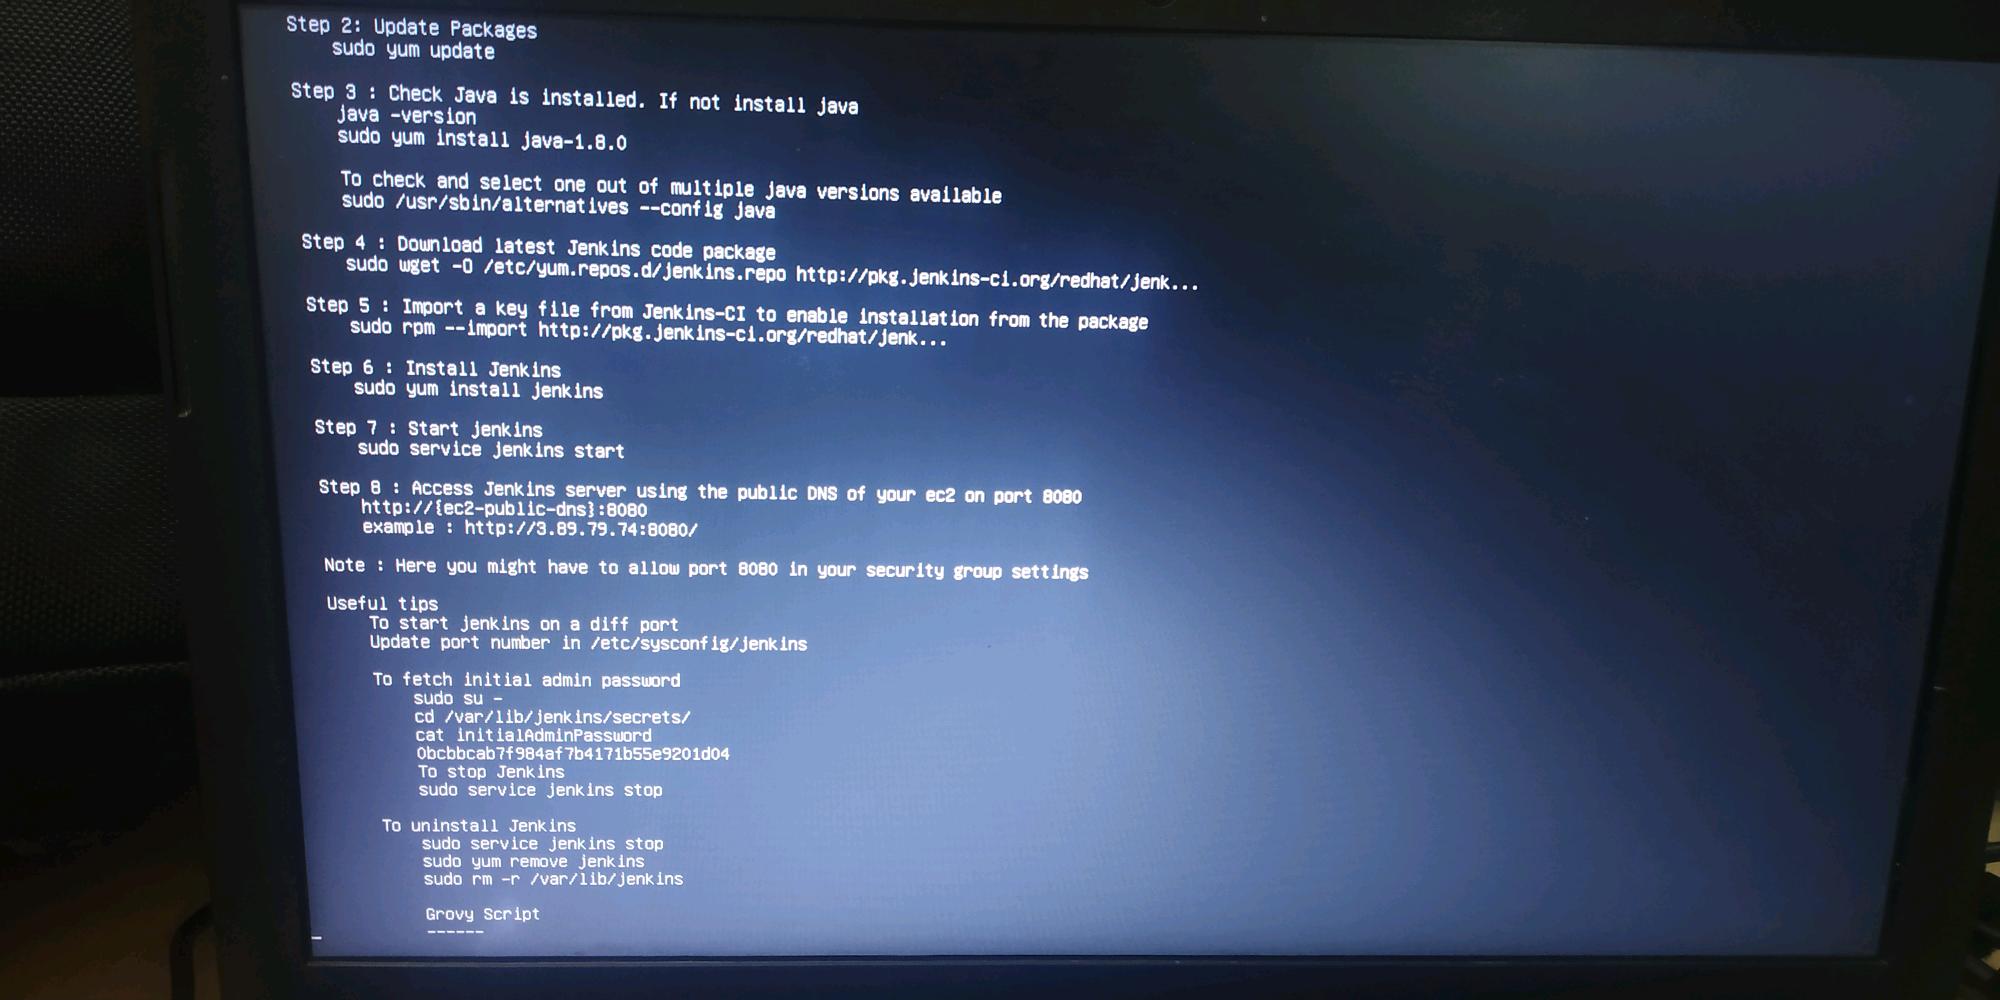 Step 2: Update Packages
sudo yum update
Step 3 : Check Java is installed. If not install java
java -version
sudo yum install java-1.8.0
To check and select one out of multiple java versions available
sudo /usr/sbin/alternatives --config java
Step 4 : Download latest Jenkins code package
sudo wget -O /etc/yum.repos.d/jenkins.repo http://pkg.jenkins-ci.org/redhat/jenk...
Step 5 : Import a key file from Jenkins-CI to enable installation from the package
sudo rpm --import http://pkg.jenkins-ci.org/redhat/jenk...
Step 6 : Install Jenkins
sudo yum install jenkins
Step 7 : Start jenkins
sudo service jenkins start
Step 8 : Access Jenkins server using the public DNS of your ec2 on port 8080
http://{ec2-public-dns}:8080
example : http://3.89.79.74:8080/
Note : Here you might have to allow port 8080 in your security group settings
Useful tips
To start jenkins on a diff port
Update port number in /etc/sysconfig/jenkins
To fetch initial admin password
sudo su -
cd /var/lib/jenkins/secrets/
cat initialAdminPassword
0bcbbcab7f984af7b4171b55e9201d04
To stop Jenkins
sudo service jenkins stop
To uninstall Jenkins
sudo service jenkins stop
sudo yum remove jenkins
sudo rm -r /var/lib/jenkins
Grovy Script
------